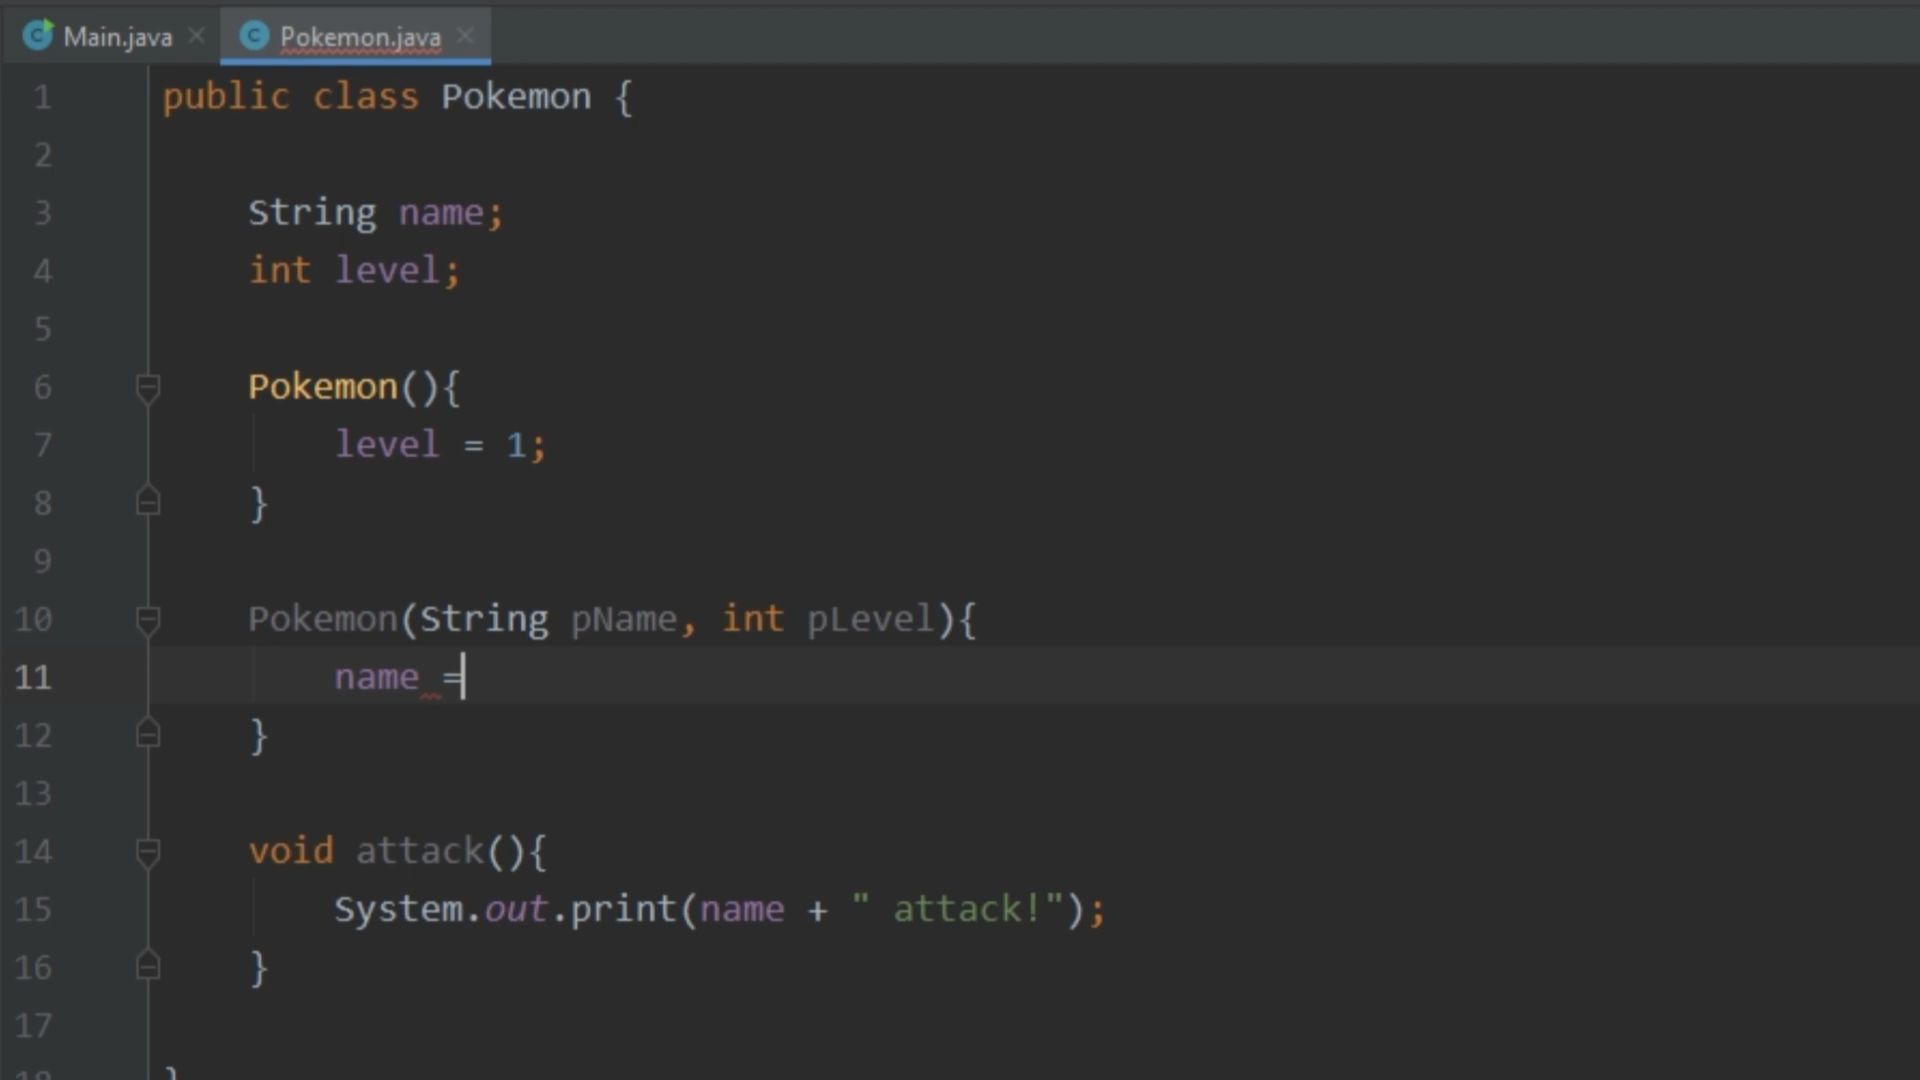 Main.java Pokemon.java
1 public class Pokemon {
2
3 String name;
4 int level;
5
6 Pokemon(){
7 level = 1;
8 }
9
10 Pokemon(String pName, int pLevel){
11 name =
12 }
13
14 void attack(){
15 System.out.print(name + " attack!");
16 }
17
18 }